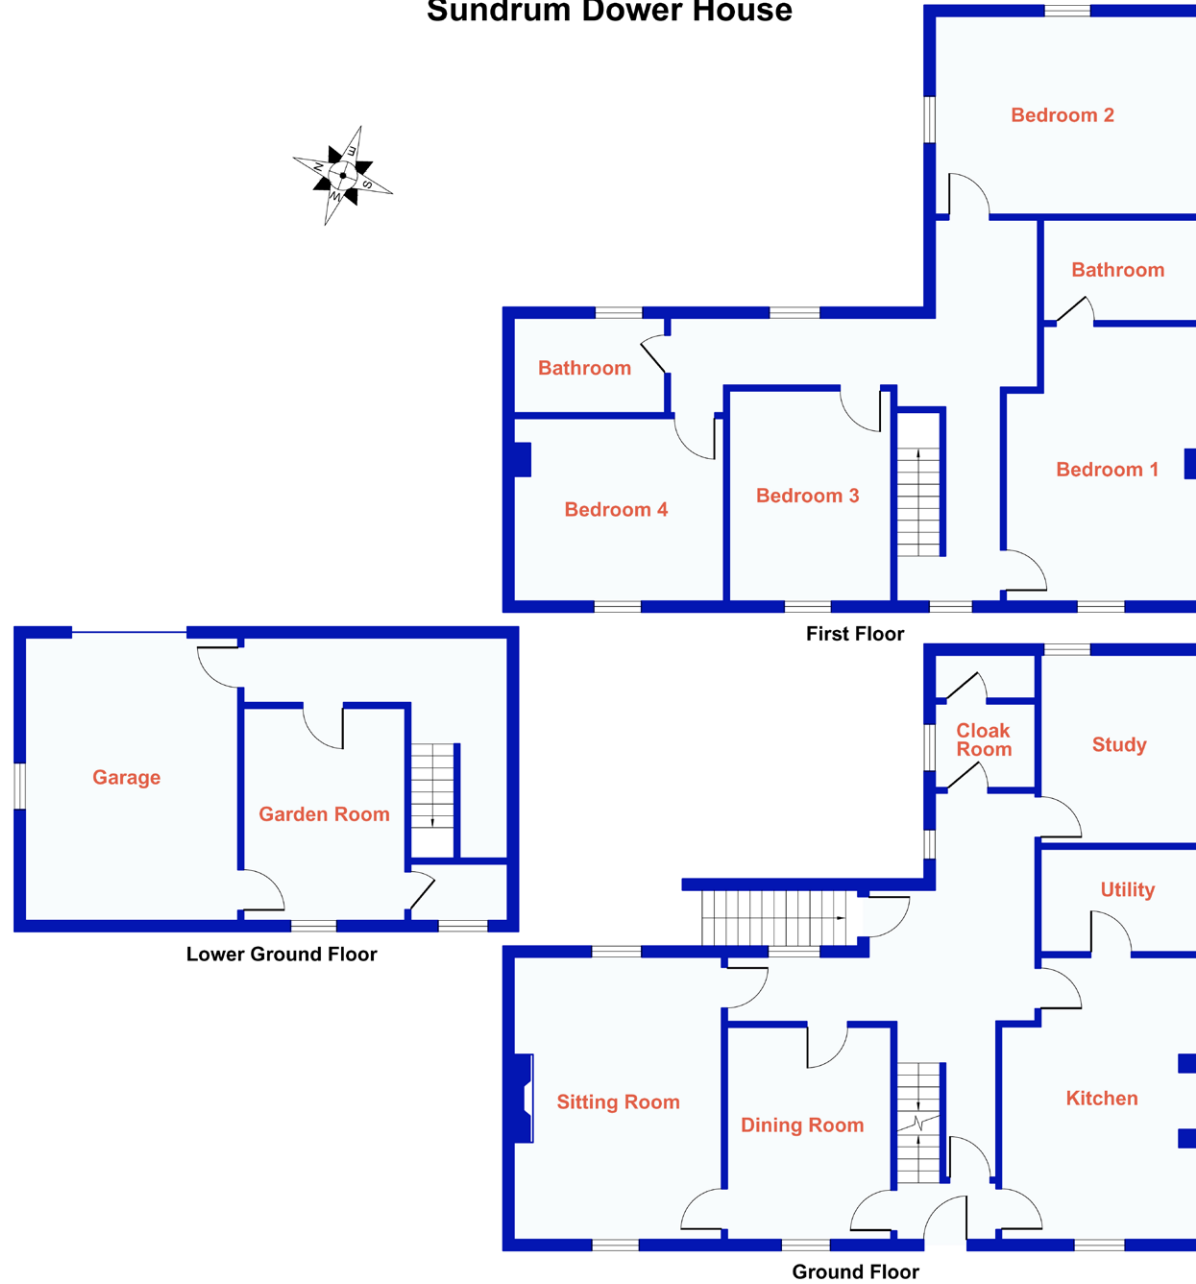 Sundrum Dower House
Bedroom 2
N
E
S
W
Bathroom
Bathroom
Bedroom 1
Bedroom 4
Bedroom 3
First Floor
Garage
Garden Room
Lower Ground Floor
Cloak
Room
Study
Utility
Sitting Room
Dining Room
Kitchen
Ground Floor